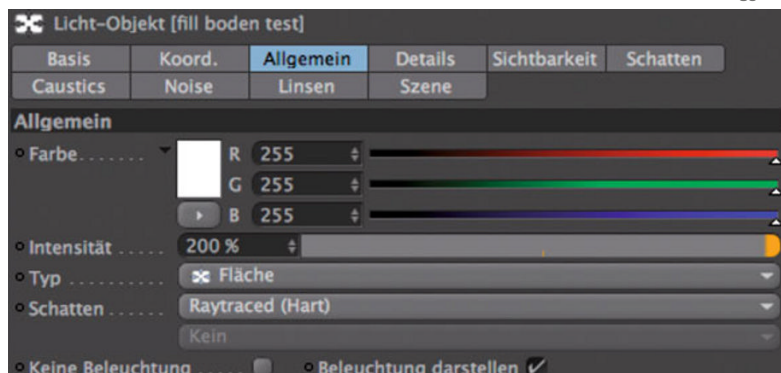 Licht-Objekt [fill boden test]
Basis Koord. Allgemein Details Sichtbarkeit Schatten
Caustics Noise Linsen Szene
Allgemein
Farbe....... R 255
G 255
B 255
Intensität ..... 200 %
Typ .......... Fläche
Schatten ...... Raytraced (Hart)
Kein
Keine Beleuchtung..... Beleuchtung darstellen